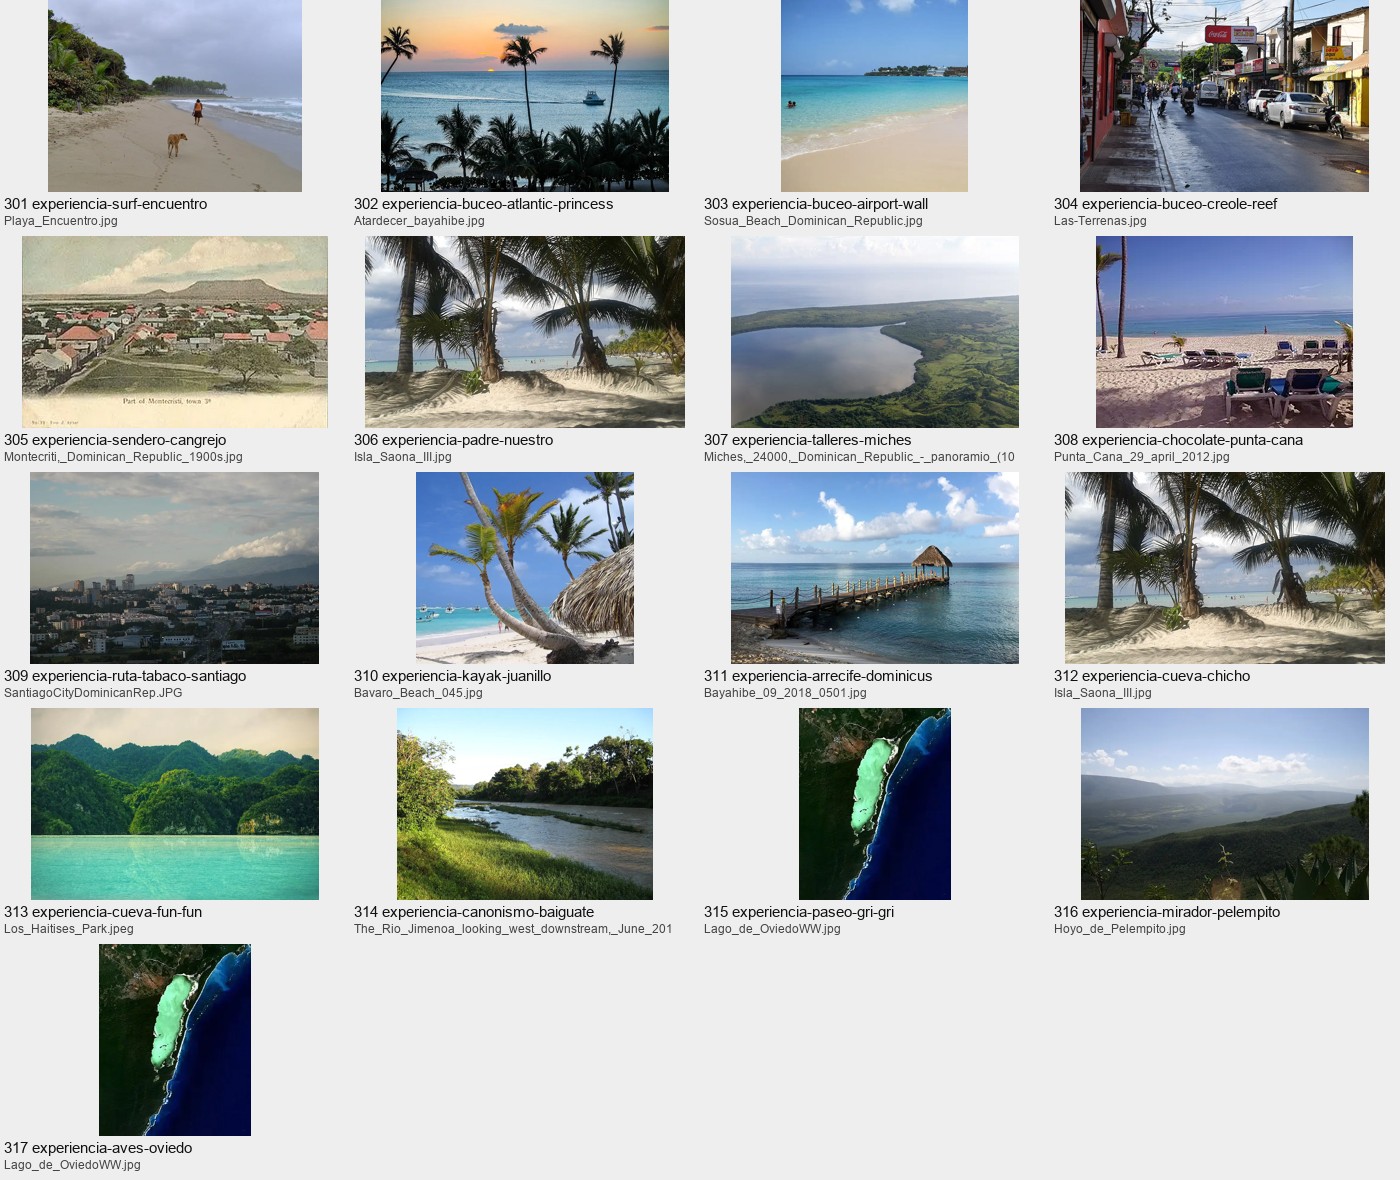 301 experiencia-surf-encuentro
Playa_Encuentro.jpg
302 experiencia-buceo-atlantic-princess
Atardecer_bayahibe.jpg
303 experiencia-buceo-airport-wall
Sosua_Beach_Dominican_Republic.jpg
Coca-Cola
304 experiencia-buceo-creole-reef
Las-Terrenas.jpg
Part of Montecristi, town
305 experiencia-sendero-cangrejo
Montecriti,_Dominican_Republic_1900s.jpg
306 experiencia-padre-nuestro
Isla_Saona_III.jpg
307 experiencia-talleres-miches
Miches,_24000,_Dominican_Republic_-_panoramio_(10
308 experiencia-chocolate-punta-cana
Punta_Cana_29_april_2012.jpg
309 experiencia-ruta-tabaco-santiago
SantiagoCityDominicanRep.JPG
310 experiencia-kayak-juanillo
Bavaro_Beach_045.jpg
311 experiencia-arrecife-dominicus
Bayahibe_09_2018_0501.jpg
312 experiencia-cueva-chicho
Isla_Saona_III.jpg
313 experiencia-cueva-fun-fun
Los_Haitises_Park.jpeg
314 experiencia-canonismo-baiguate
The_Rio_Jimenoa_looking_west_downstream,_June_201
315 experiencia-paseo-gri-gri
Lago_de_OviedoWW.jpg
316 experiencia-mirador-pelempito
Hoyo_de_Pelempito.jpg
317 experiencia-aves-oviedo
Lago_de_OviedoWW.jpg